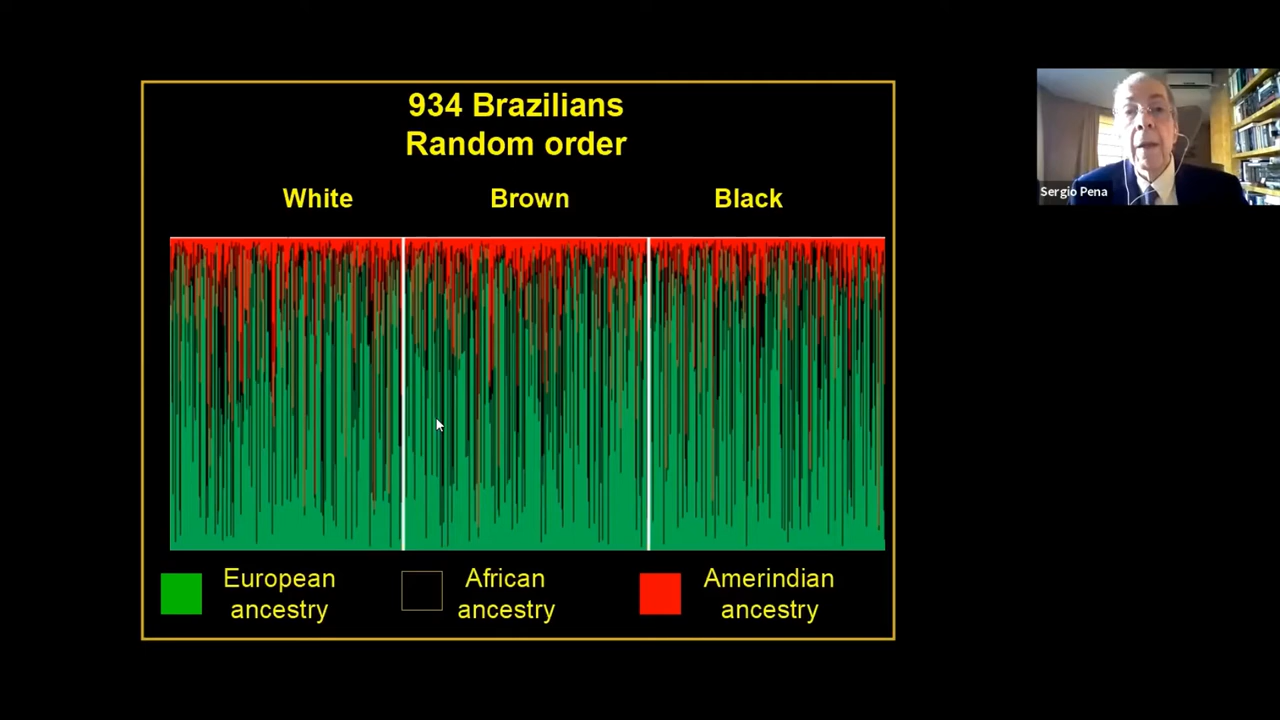 934 Brazilians
Random order
White Brown Black
Sergio Pena
European ancestry
African ancestry
Amerindian ancestry